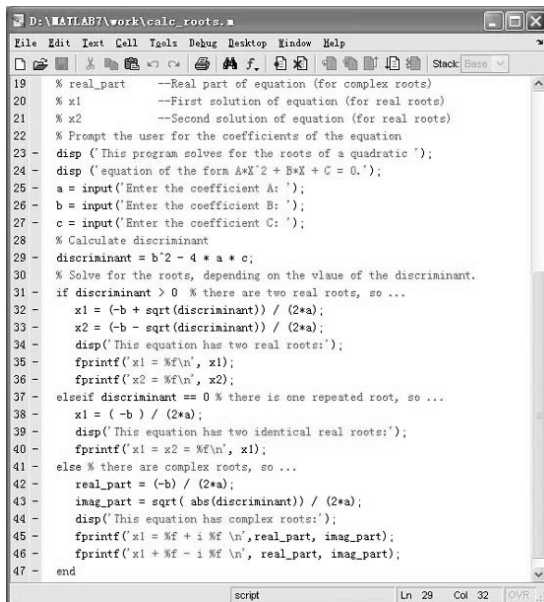 D:\MATLAB7\work\calc_roots.m
File Edit Text Cell Tools Debug Desktop Window Help
Stack: Base
19 % real_part --Real part of equation (for complex roots)
20 % x1 --First solution of equation (for real roots)
21 % x2 --Second solution of equation (for real roots)
22 % Prompt the user for the coefficients of the equation
23 - disp ('This program solves for the roots of a quadratic ');
24 - disp ('equation of the form A*X^2 + B*X + C = 0.');
25 - a = input('Enter the coefficient A: ');
26 - b = input('Enter the coefficient B: ');
27 - c = input('Enter the coefficient C: ');
28 % Calculate discriminant
29 - discriminant = b^2 - 4 * a * c;
30 % Solve for the roots, depending on the vlaue of the discriminant.
31 - if discriminant > 0 % there are two real roots, so ...
32 - x1 = (-b + sqrt(discriminant)) / (2*a);
33 - x2 = (-b - sqrt(discriminant)) / (2*a);
34 - disp('This equation has two real roots:');
35 - fprintf('x1 = %f\n', x1);
36 - fprintf('x2 = %f\n', x2);
37 - elseif discriminant == 0 % there is one repeated root, so ...
38 - x1 = ( -b ) / (2*a);
39 - disp('This equation has two identical real roots:');
40 - fprintf('x1 = x2 = %f\n', x1);
41 - else % there are complex roots, so ...
42 - real_part = (-b) / (2*a);
43 - imag_part = sqrt( abs(discriminant)) / (2*a);
44 - disp('This equation has complex roots:');
45 - fprintf('x1 = %f + i %f \n',real_part, imag_part);
46 - fprintf('x1 + %f - i %f \n', real_part, imag_part);
47 - end
script Ln 29 Col 32 OVR